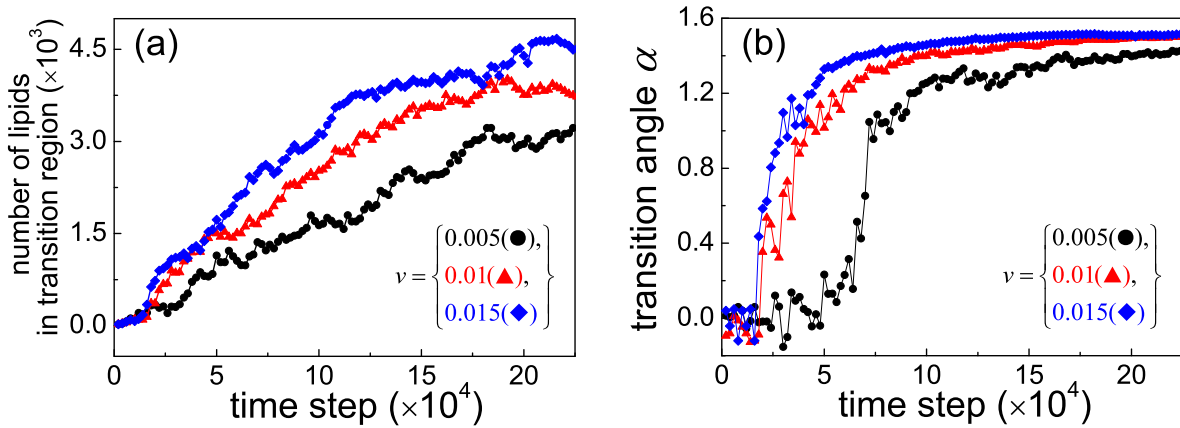 (a)
number of lipids
in transition region (×10³)
4.5
3.0
1.5
0.0
0 5 10 15 20
time step (×10⁴)
v = { 0.005(●),
0.01(▲),
0.015(◆) }
(b)
transition angle α
1.6
1.2
0.8
0.4
0.0
0 5 10 15 20
time step (×10⁴)
v = { 0.005(●),
0.01(▲),
0.015(◆) }